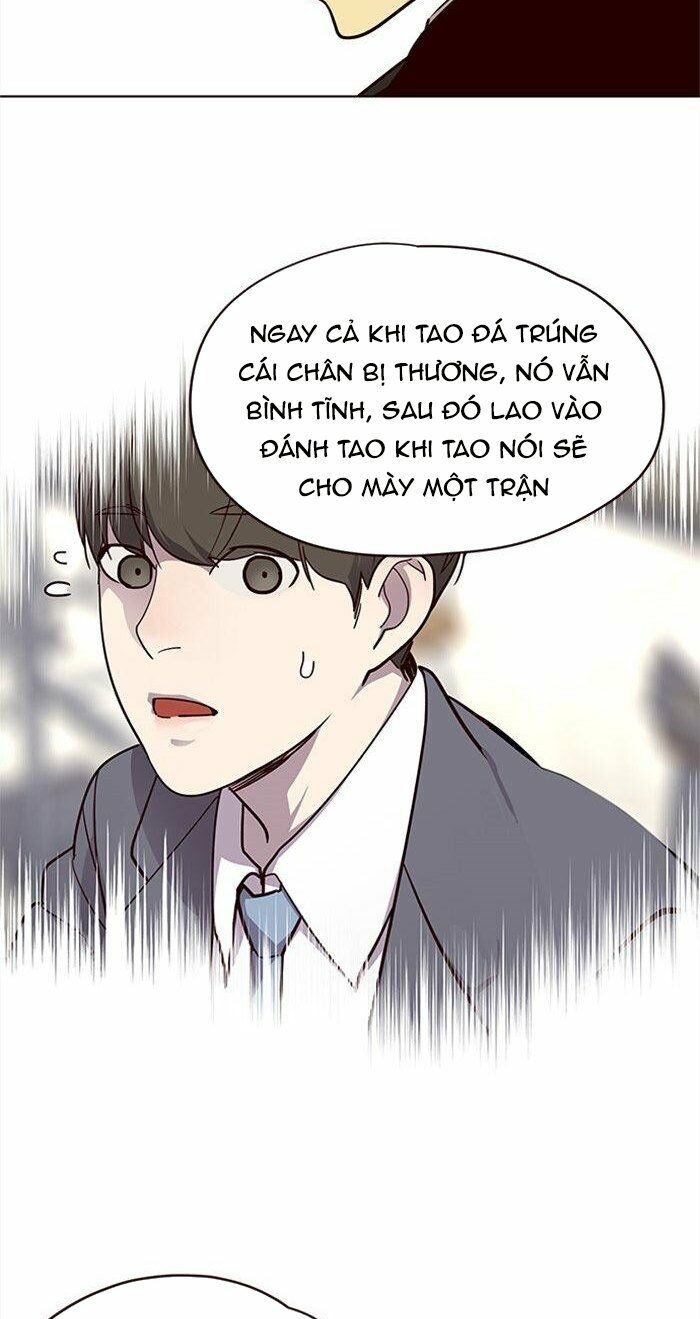 NGAY CẢ KHI TAO ĐÁ TRÚNG
CÁI CHÂN BỊ THƯƠNG, NÓ VẪN
BÌNH TĨNH, SAU ĐÓ LAO VÀO
ĐÁNH TAO KHI TAO NÓI SẼ
CHO MÀY MỘT TRẬN